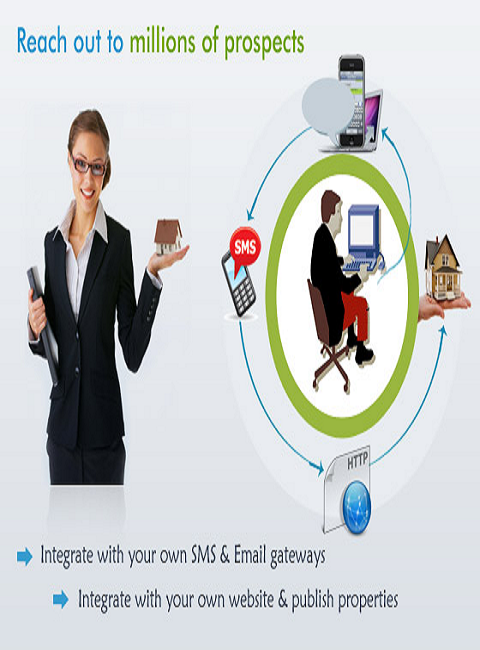 Reach out to millions of prospects
SMS
HTTP
Integrate with your own SMS & Email gateways
Integrate with your own website & publish properties